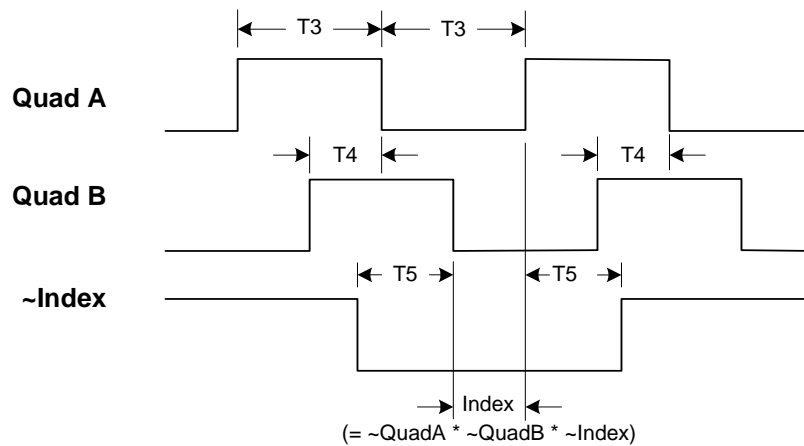 T3 T3
Quad A
T4 T4
Quad B
T5 T5
~Index
Index
(= ~QuadA * ~QuadB * ~Index)